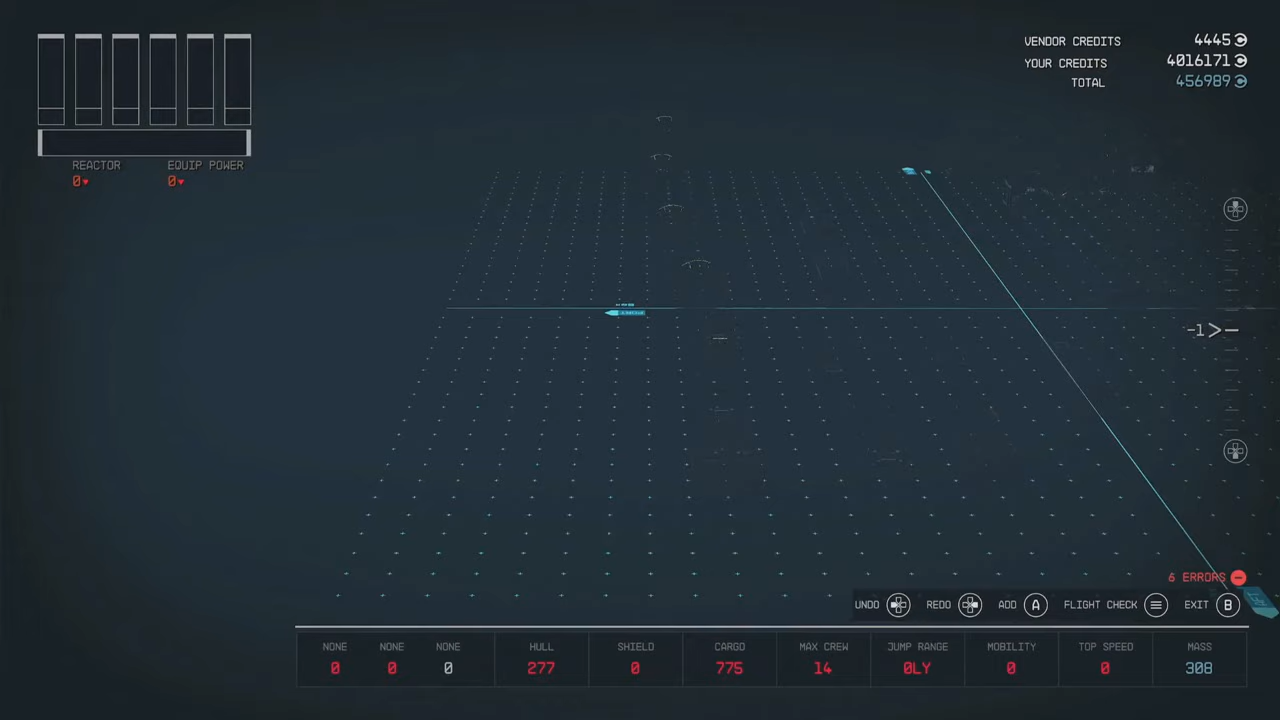 VENDOR CREDITS 4445
YOUR CREDITS 4016171
TOTAL 456989
REACTOR EQUIP POWER
0 0
-1
6 ERRORS
UNDO REDO ADD A FLIGHT CHECK EXIT B
NONE NONE NONE HULL SHIELD CARGO MAX CREW JUMP RANGE MOBILITY TOP SPEED MASS
0 0 0 277 0 775 14 0LY 0 0 308